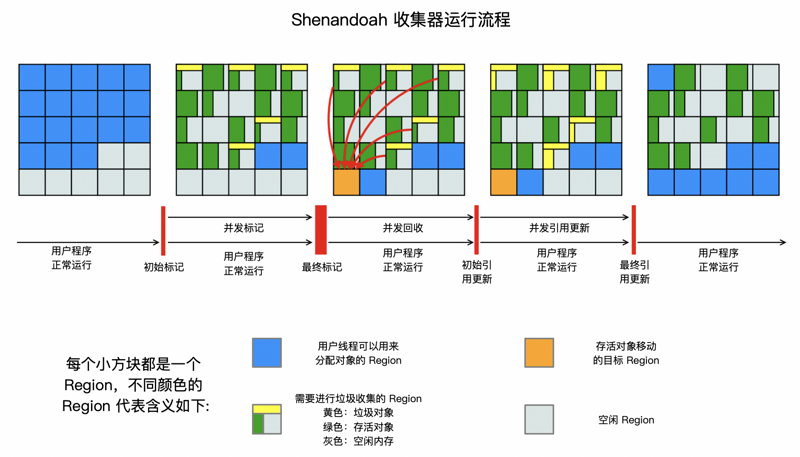 Shenandoah 收集器运行流程
并发标记
并发回收
并发引用更新
用户程序
正常运行
初始标记
用户程序
正常运行
最终标记
用户程序
正常运行
初始引
用更新
用户程序
正常运行
最终引
用更新
用户程序
正常运行
每个小方块都是一个
Region，不同颜色的
Region 代表含义如下:
用户线程可以用来
分配对象的 Region
存活对象移动
的目标 Region
需要进行垃圾收集的 Region
黄色：垃圾对象
绿色：存活对象
灰色：空闲内存
空闲 Region